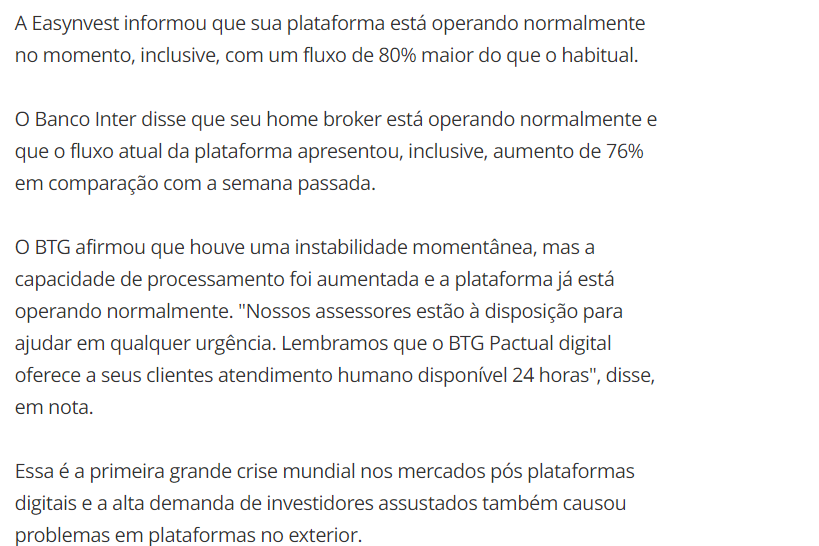 A Easynvest informou que sua plataforma está operando normalmente
no momento, inclusive, com um fluxo de 80% maior do que o habitual.
O Banco Inter disse que seu home broker está operando normalmente e
que o fluxo atual da plataforma apresentou, inclusive, aumento de 76%
em comparação com a semana passada.
O BTG afirmou que houve uma instabilidade momentânea, mas a
capacidade de processamento foi aumentada e a plataforma já está
operando normalmente. "Nossos assessores estão à disposição para
ajudar em qualquer urgência. Lembramos que o BTG Pactual digital
oferece a seus clientes atendimento humano disponível 24 horas", disse,
em nota.
Essa é a primeira grande crise mundial nos mercados pós plataformas
digitais e a alta demanda de investidores assustados também causou
problemas em plataformas no exterior.